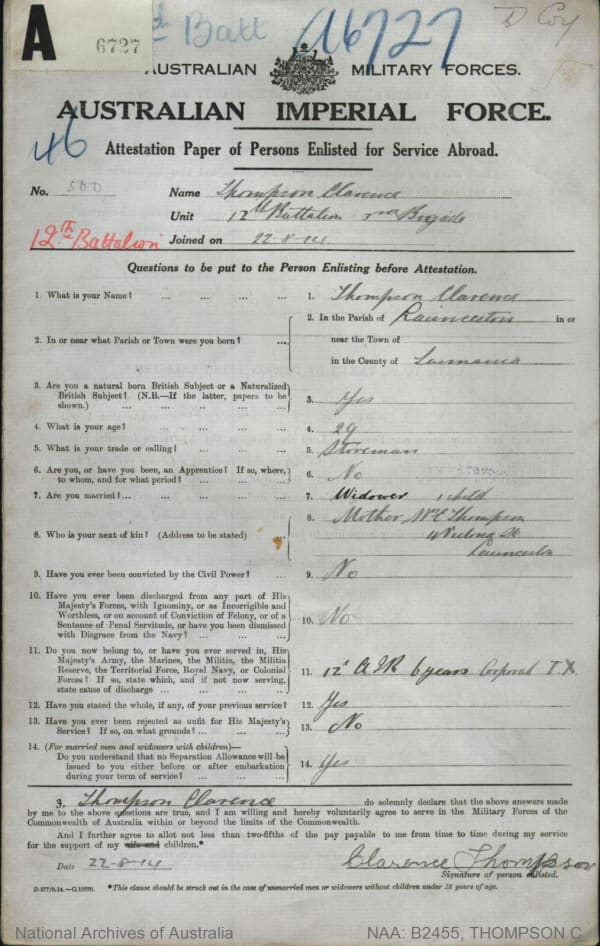 A
6727
Batt
16727
D Coy
AUSTRALIAN MILITARY FORCES.
AUSTRALIAN IMPERIAL FORCE.
46
Attestation Paper of Persons Enlisted for Service Abroad.
No. 500 Name Thompson Clarence
Unit 12th Battalion 3rd Brigade
12th Battalion Joined on 22-8-14
Questions to be put to the Person Enlisting before Attestation.
1. What is your Name? ... ... ... ... 1. Thompson Clarence
2. In the Parish of Launceston in or
2. In or near what Parish or Town were you born? ... near the Town of
in the County of Tasmania
3. Are you a natural born British Subject or a Naturalized
British Subject? (N.B.—If the latter, papers to be 3. Yes
shown.) ... ... ... ... ...
4. What is your age? ... ... ... ... 4. 29
5. What is your trade or calling? ... ... ... 5. Storeman
6. Are you, or have you been, an Apprentice? If so, where, 6. No
to whom, and for what period? ... ... ...
7. Are you married? ... ... ... ... ... 7. Widower 1 child
8. Mother
8. Who is your next of kin? (Address to be stated) Thompson
Launceston
9. Have you ever been convicted by the Civil Power? ... 9. No
10. Have you ever been discharged from any part of His
Majesty's Forces, with Ignominy, or as Incorrigible and
Worthless, or on account of Conviction of Felony, or of a 10. No
Sentence of Penal Servitude, or have you been dismissed
with Disgrace from the Navy? ... ... ...
11. Do you now belong to, or have you ever served in, His
Majesty's Army, the Marines, the Militia, the Militia
Reserve, the Territorial Force, Royal Navy, or Colonial 11. 12th A I R 6 years Corporal T.X.
Forces? If so, state which, and if not now serving,
state cause of discharge ... ... ... ...
12. Have you stated the whole, if any, of your previous service? 12. Yes
13. Have you ever been rejected as unfit for His Majesty's 13. No
Service? If so, on what grounds? ... ... ...
14. (For married men and widowers with children)—
Do you understand that no Separation Allowance will be
issued to you either before or after embarkation 14. Yes
during your term of service? ... ... ...
I, Thompson Clarence do solemnly declare that the above answers made
by me to the above questions are true, and I am willing and hereby voluntarily agree to serve in the Military Forces of the
Commonwealth of Australia within or beyond the limits of the Commonwealth.
And I further agree to allot not less than two-fifths of the pay payable to me from time to time during my service
for the support of my wife and children.*
Date 22-8-14 Clarence Thompson
Signature of person enlisted.
D.277/8.14.—C.10270. *This clause should be struck out in the case of unmarried men or widowers without children under 18 years of age.
National Archives of Australia NAA: B2455, THOMPSON C